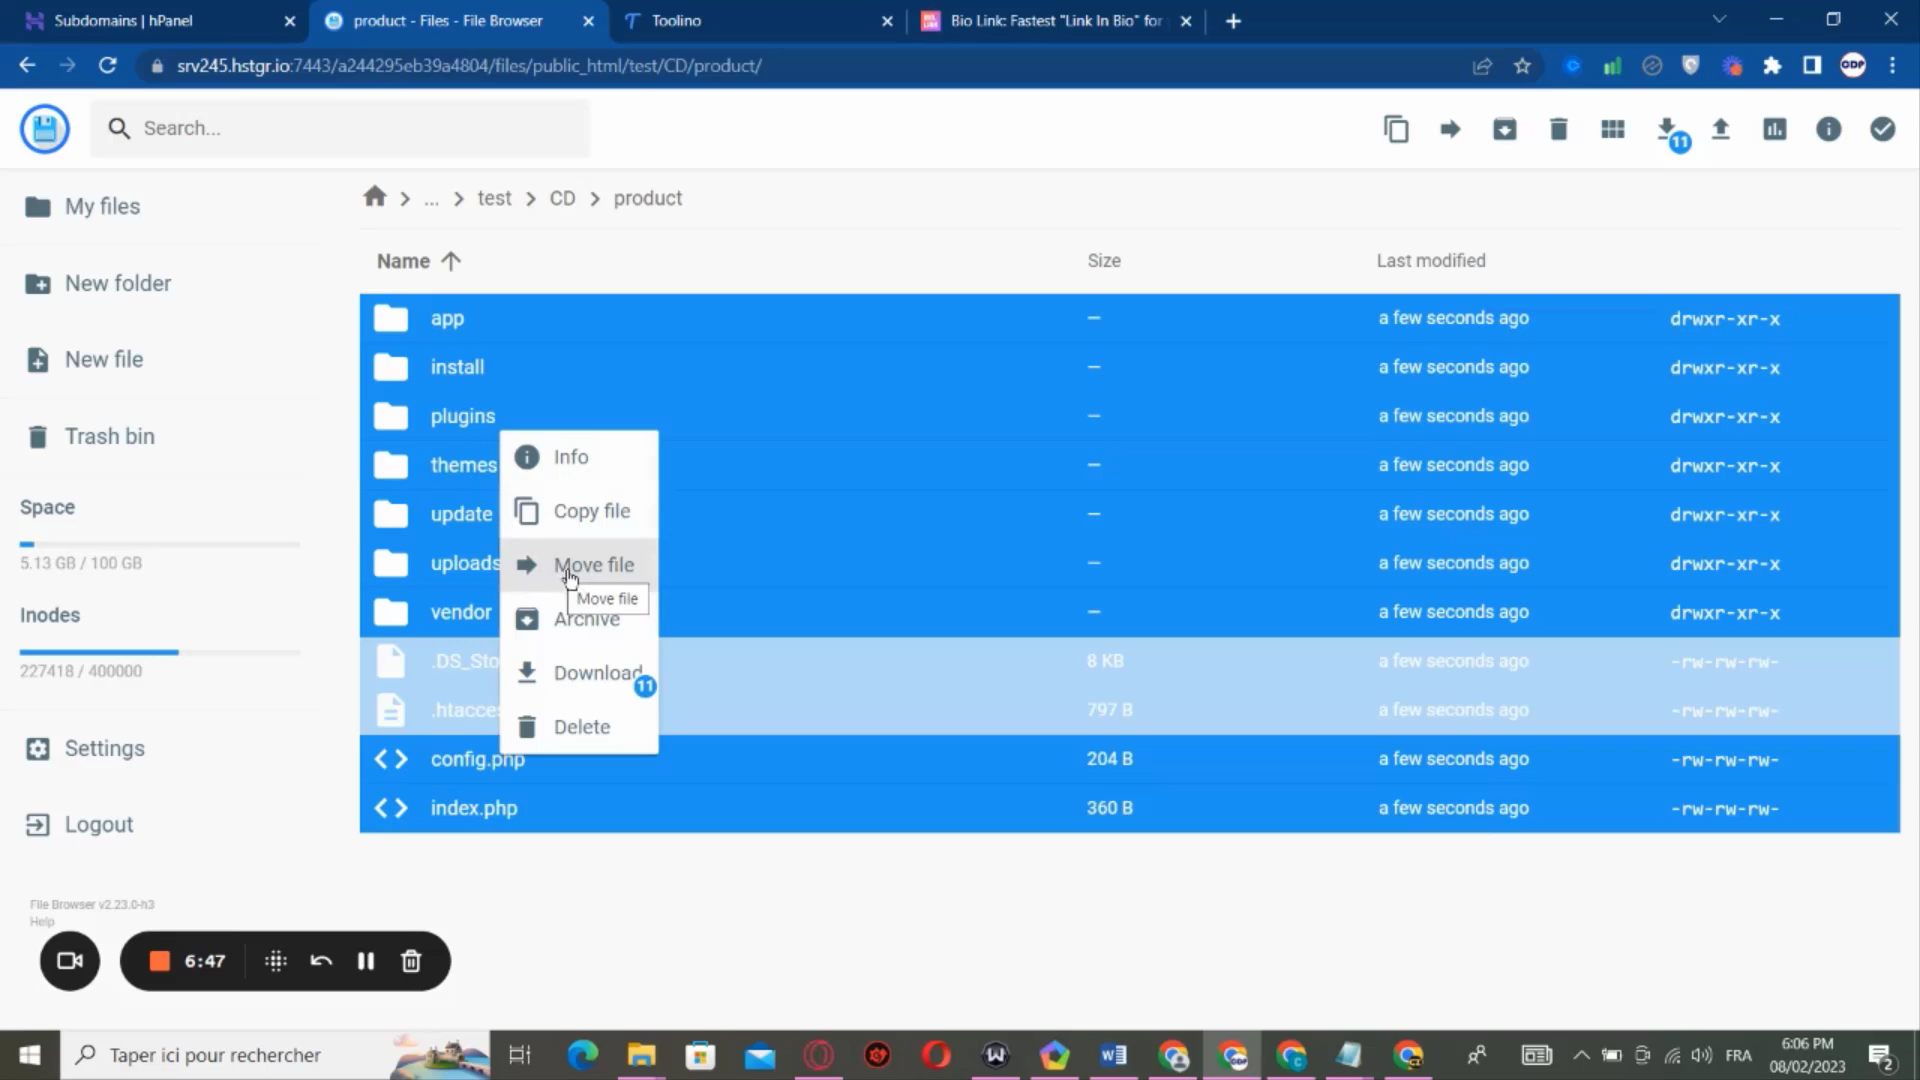 Subdomains | hPanel
product - Files - File Browser
Toolino
Bio Link: Fastest "Link In Bio" for
srv245.hstgr.io:7443/a244295eb39a4804/files/public_html/test/CD/product/
CDP
Search...
11
My files
New folder
New file
Trash bin
Space
5.13 GB / 100 GB
Inodes
227418 / 400000
Settings
Logout
File Browser v2.23.0-h3
Help
... test CD product
Name Size Last modified
app — a few seconds ago drwxr-xr-x
install — a few seconds ago drwxr-xr-x
plugins — a few seconds ago drwxr-xr-x
themes — a few seconds ago drwxr-xr-x
update — a few seconds ago drwxr-xr-x
uploads — a few seconds ago drwxr-xr-x
vendor — a few seconds ago drwxr-xr-x
.DS_Sto 8 KB a few seconds ago -rw-rw-rw-
.htacces 797 B a few seconds ago -rw-rw-rw-
config.php 204 B a few seconds ago -rw-rw-rw-
index.php 360 B a few seconds ago -rw-rw-rw-
Info
Copy file
Move file
Move file
Archive
Download
11
Delete
6:47
Taper ici pour rechercher
FRA
6:06 PM
08/02/2023
2